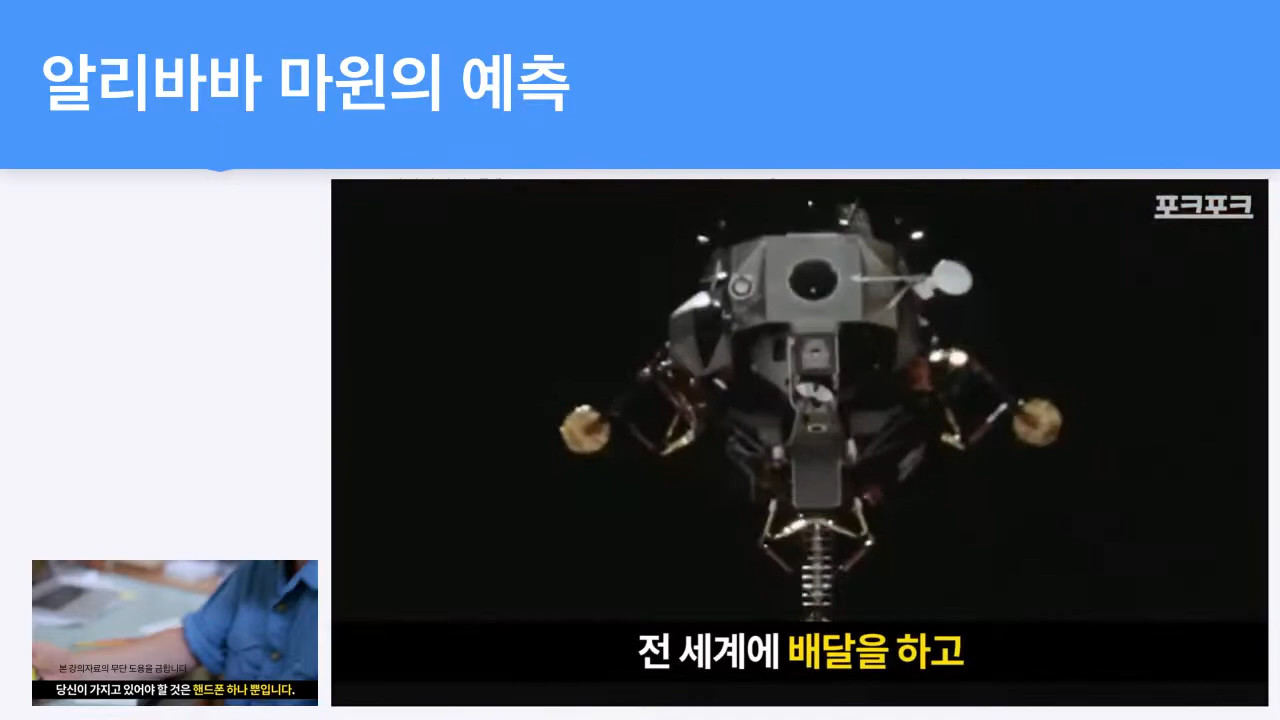 알리바바 마윈의 예측
포크포크
전 세계에 배달을 하고
본 강의자료의 무단 도용을 금합니다
당신이 가지고 있어야 할 것은 핸드폰 하나 뿐입니다.